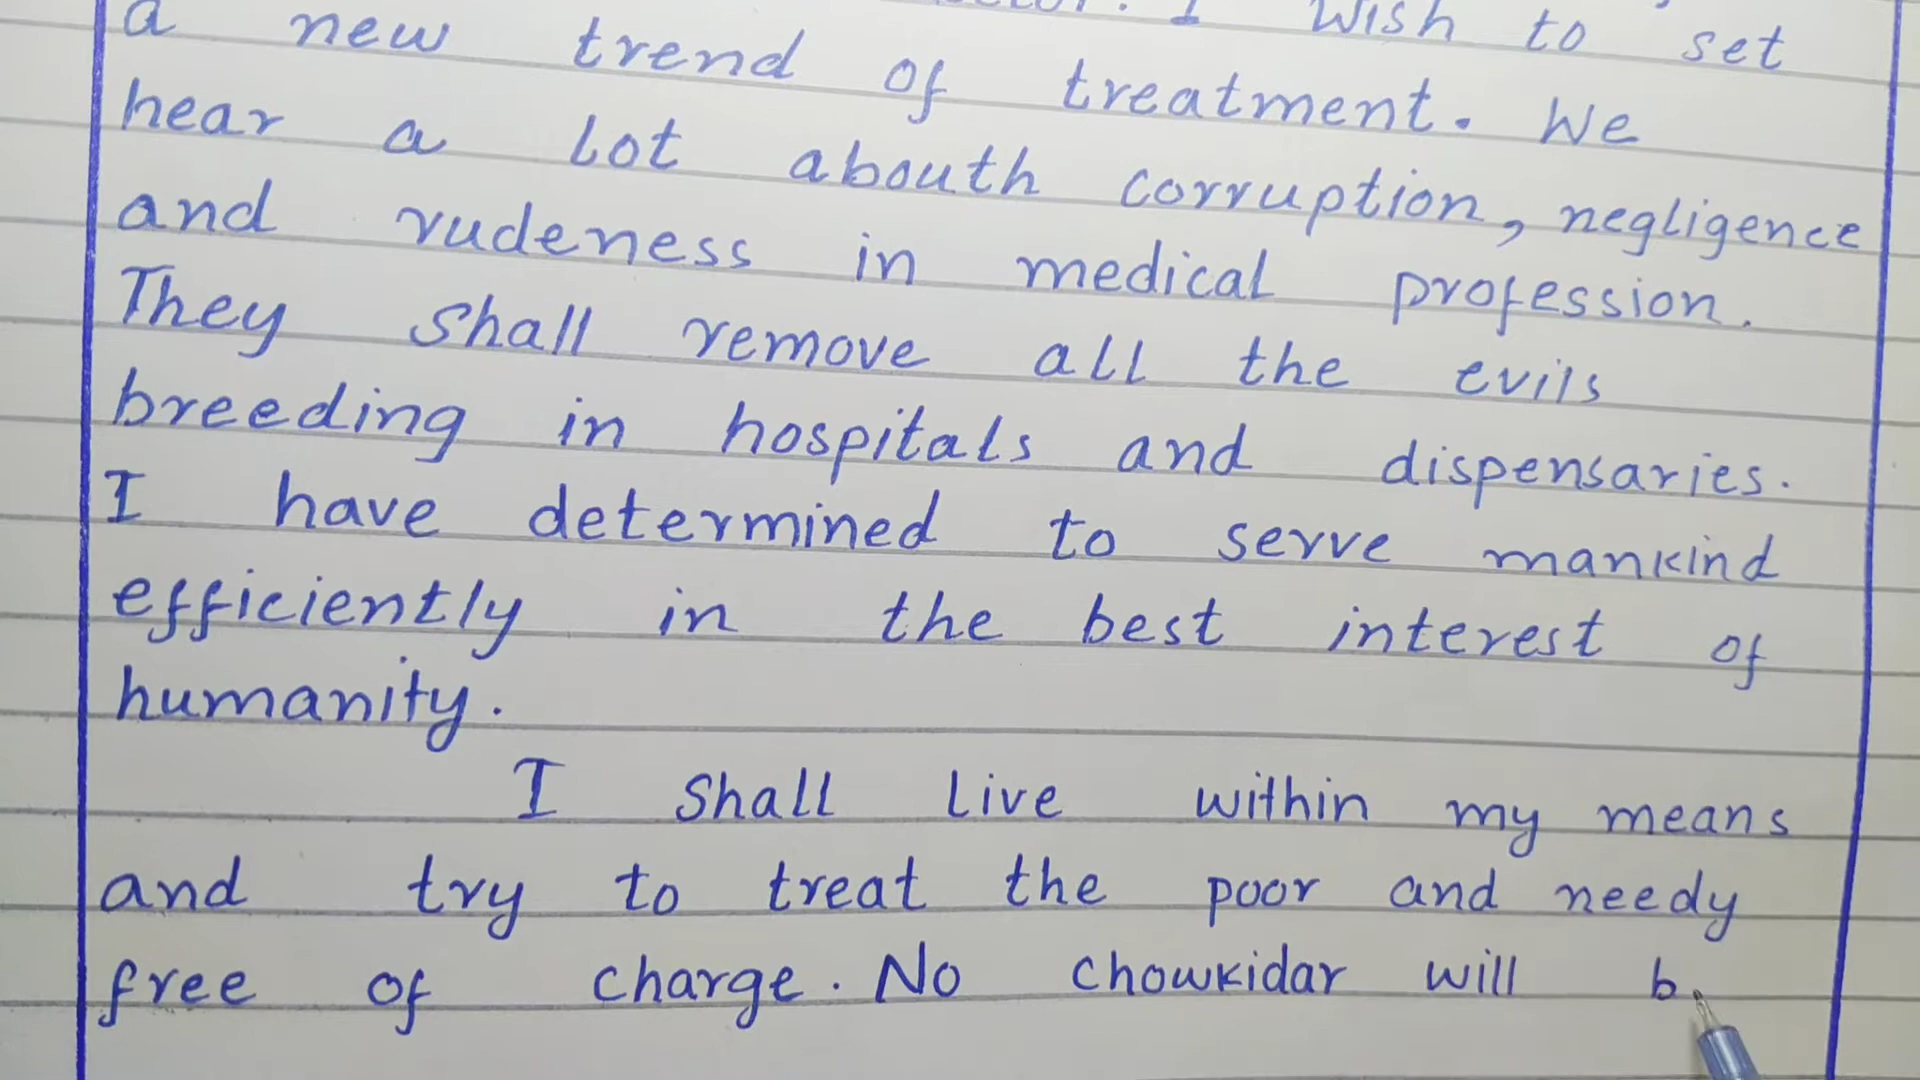 I wish to set
a new trend of treatment. We
hear a lot abouth corruption, negligence
and rudeness in medical profession.
They shall remove all the evils
breeding in hospitals and dispensaries.
I have determined to serve mankind
efficiently in the best interest of
humanity.
I shall live within my means
and try to treat the poor and needy
free of charge. No chowkidar will b